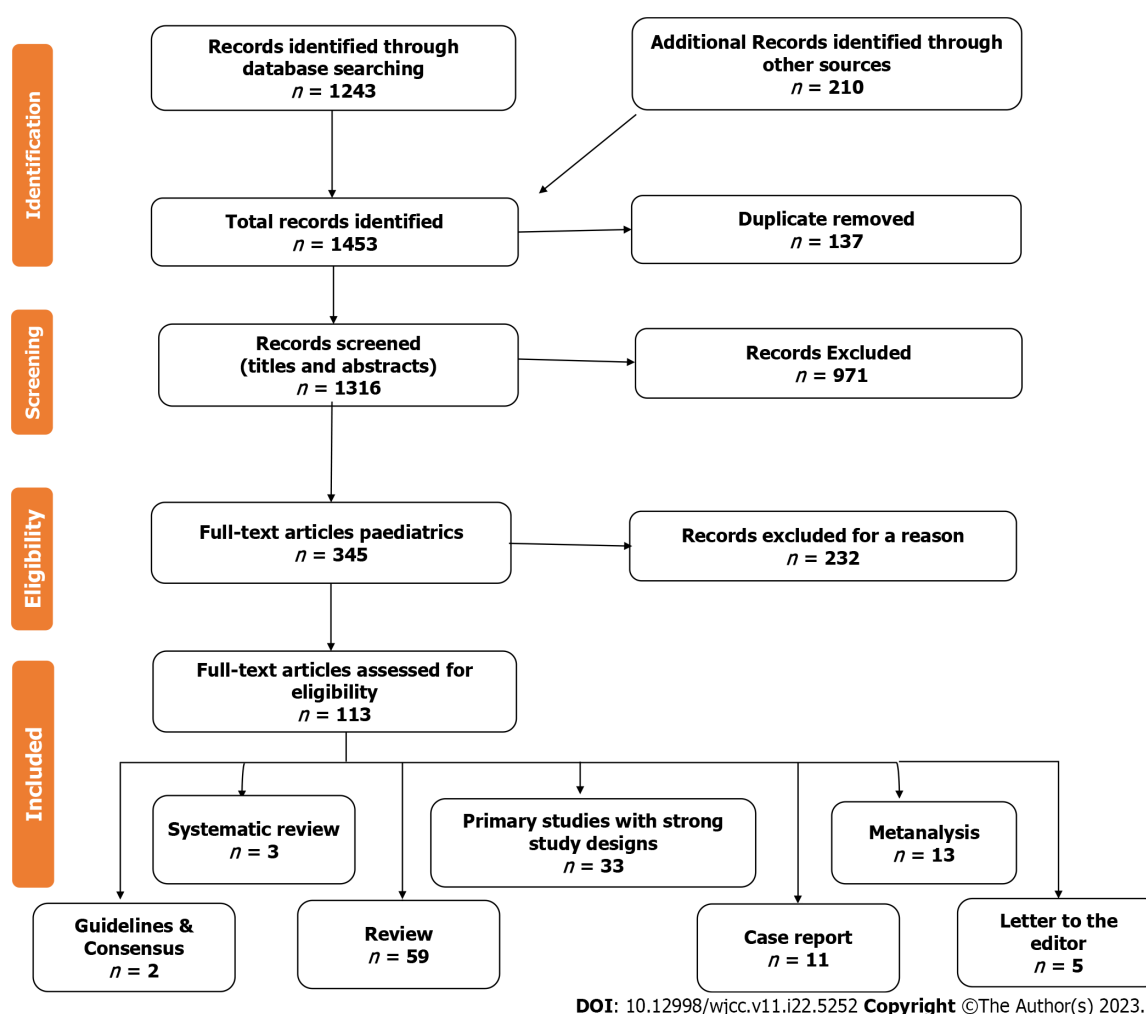 Identification
Records identified through
database searching
n = 1243
Additional Records identified through
other sources
n = 210
Total records identified
n = 1453
Duplicate removed
n = 137
Screening
Records screened
(titles and abstracts)
n = 1316
Records Excluded
n = 971
Eligibility
Full-text articles paediatrics
n = 345
Records excluded for a reason
n = 232
Included
Full-text articles assessed for
eligibility
n = 113
Systematic review
n = 3
Primary studies with strong
study designs
n = 33
Metanalysis
n = 13
Guidelines &
Consensus
n = 2
Review
n = 59
Case report
n = 11
Letter to the
editor
n = 5
DOI: 10.12998/wjcc.v11.i22.5252 Copyright ©The Author(s) 2023.